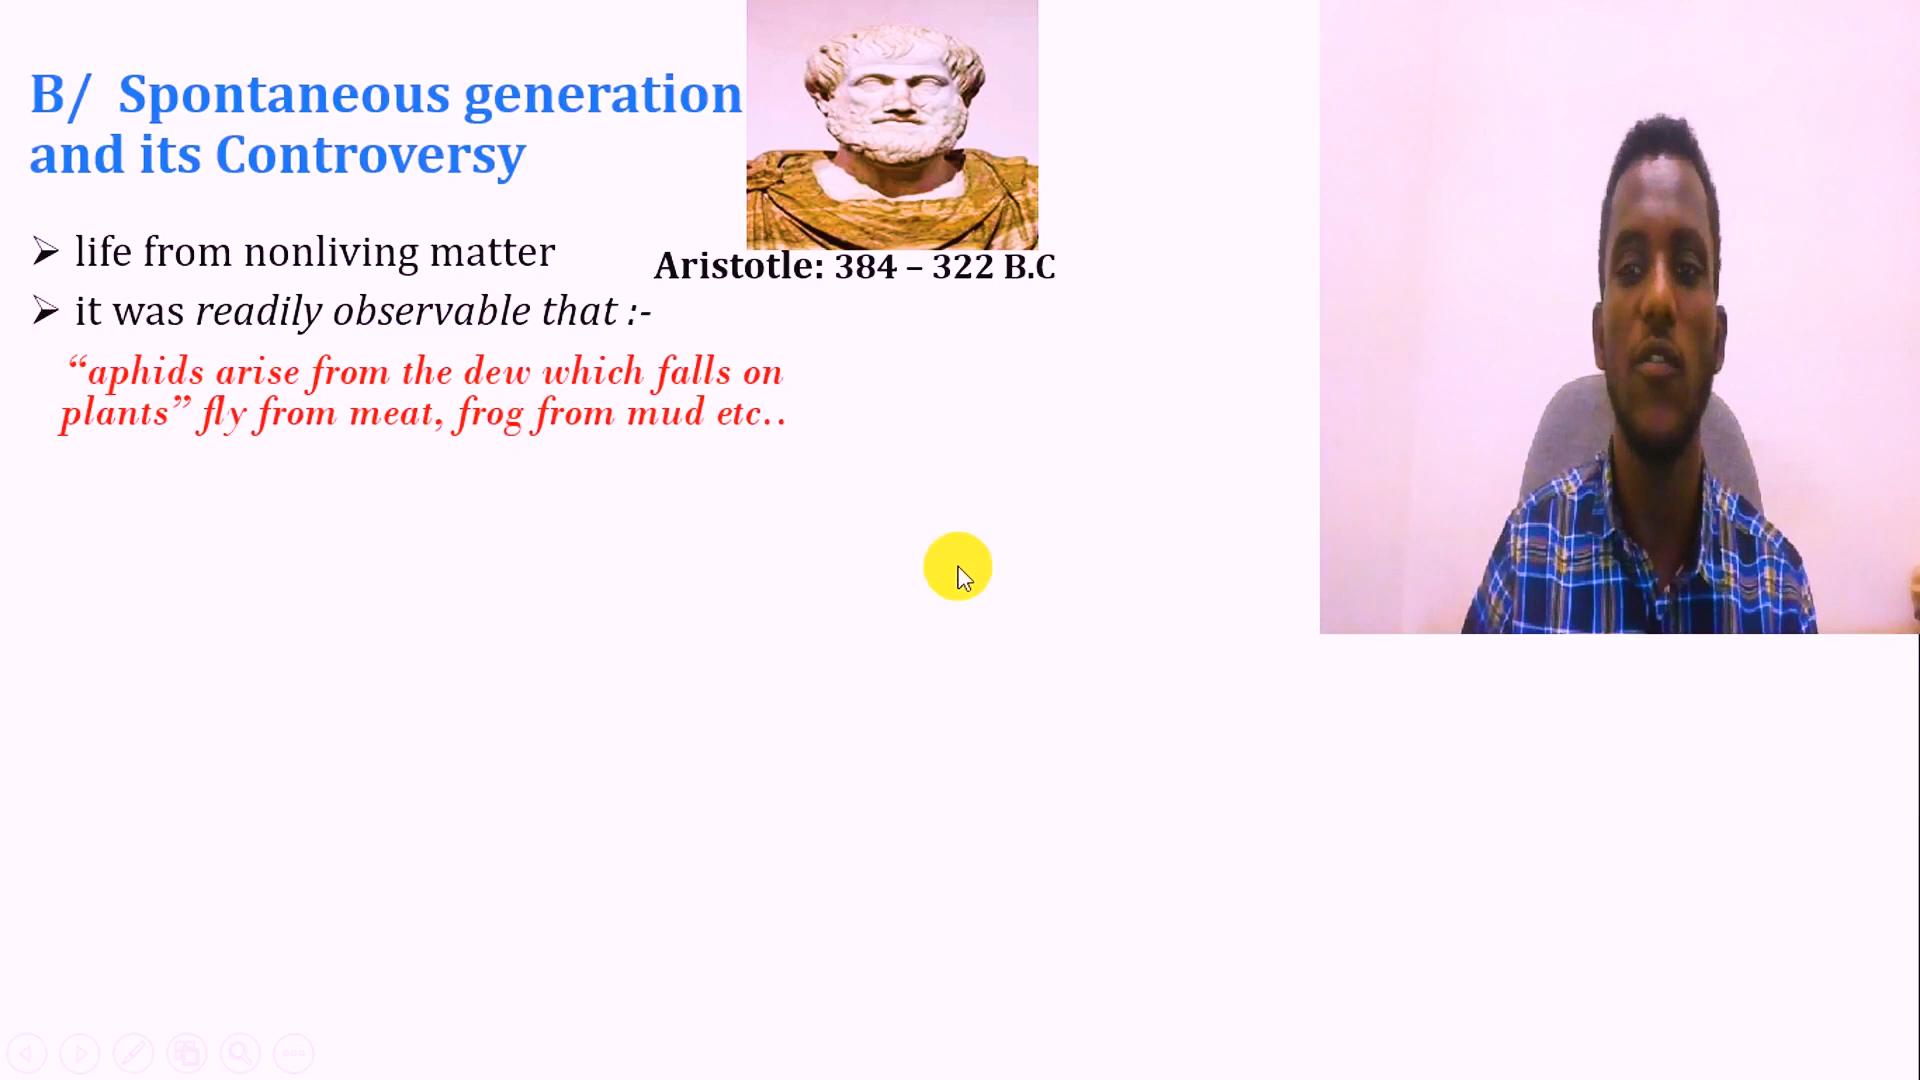 B/ Spontaneous generation
and its Controversy
➢ life from nonliving matter
Aristotle: 384 – 322 B.C
➢ it was readily observable that :-
“aphids arise from the dew which falls on
plants” fly from meat, frog from mud etc..